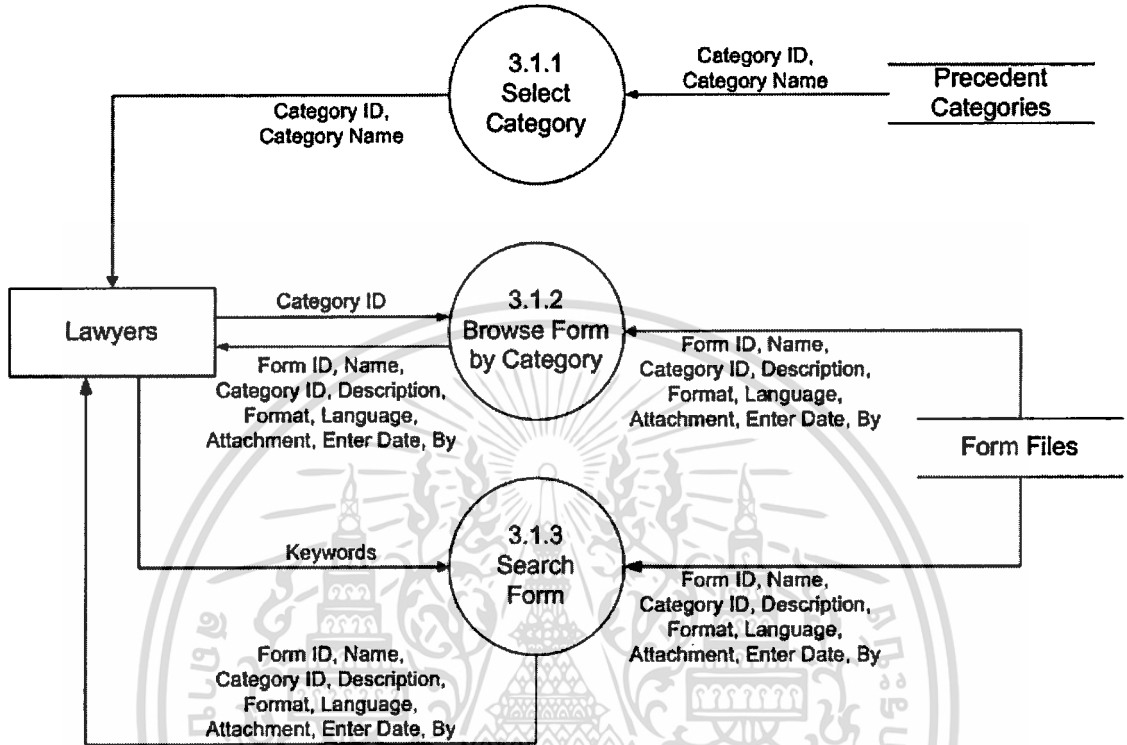 3.1.1
Select
Category
Category ID,
Category Name
Precedent
Categories
Category ID,
Category Name
Lawyers
Category ID
3.1.2
Browse Form
by Category
Form ID, Name,
Category ID, Description,
Format, Language,
Attachment, Enter Date, By
Form ID, Name,
Category ID, Description,
Format, Language,
Attachment, Enter Date, By
Form Files
Keywords
3.1.3
Search
Form
Form ID, Name,
Category ID, Description,
Format, Language,
Attachment, Enter Date, By
Form ID, Name,
Category ID, Description,
Format, Language,
Attachment, Enter Date, By